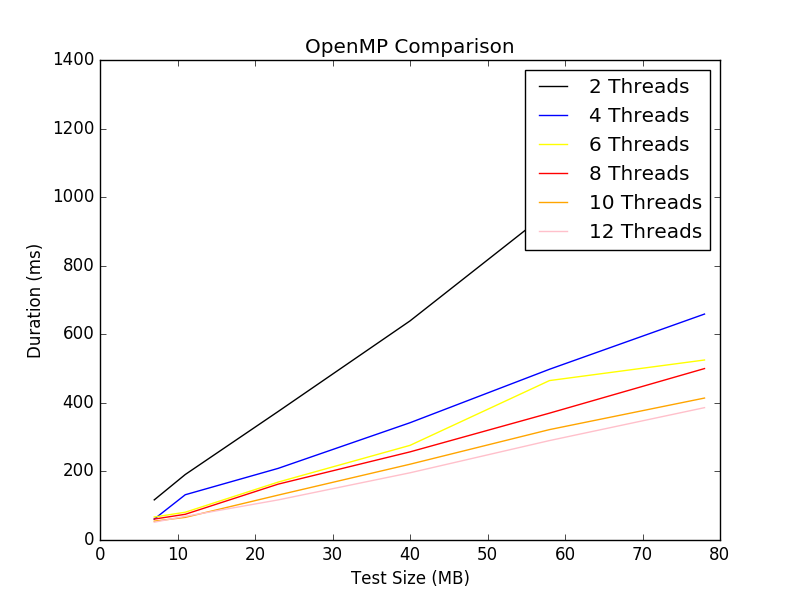 OpenMP Comparison
1400
1200
1000
800
600
400
200
0
Duration (ms)
2 Threads
4 Threads
6 Threads
8 Threads
10 Threads
12 Threads
0 10 20 30 40 50 60 70 80
Test Size (MB)